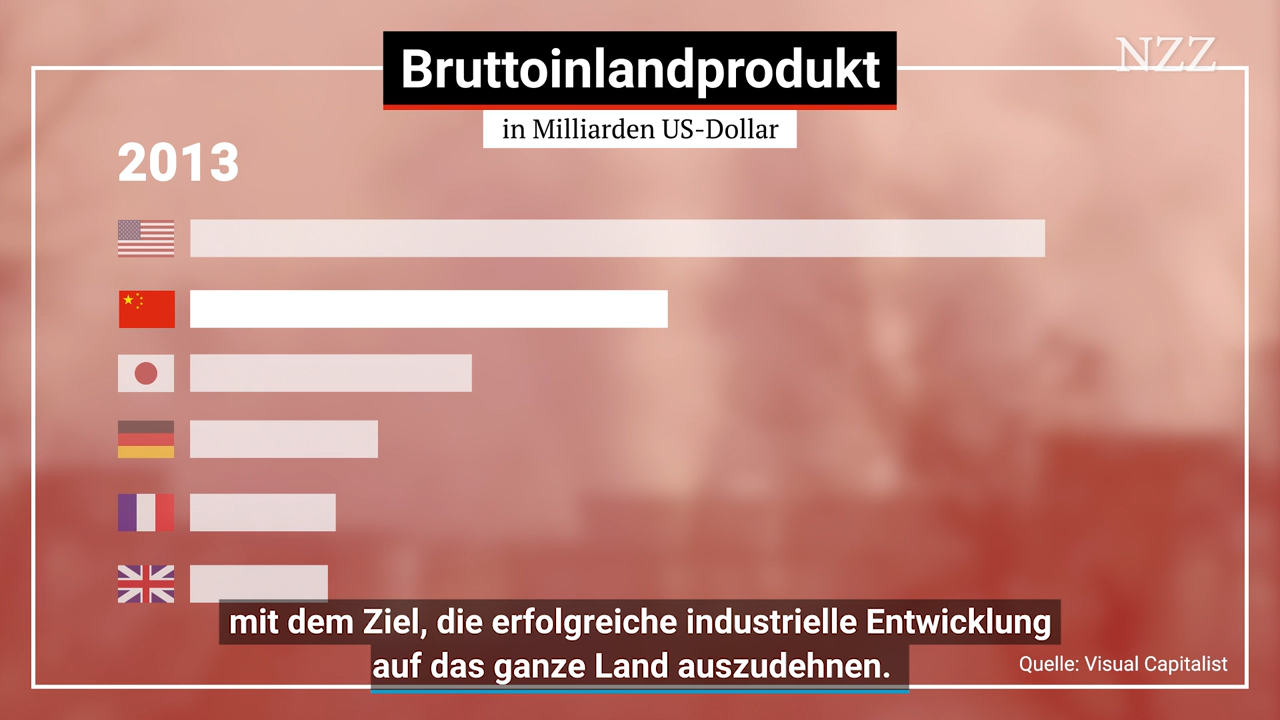 Bruttoinlandprodukt
NZZ
in Milliarden US-Dollar
2013
mit dem Ziel, die erfolgreiche industrielle Entwicklung
auf das ganze Land auszudehnen.
Quelle: Visual Capitalist